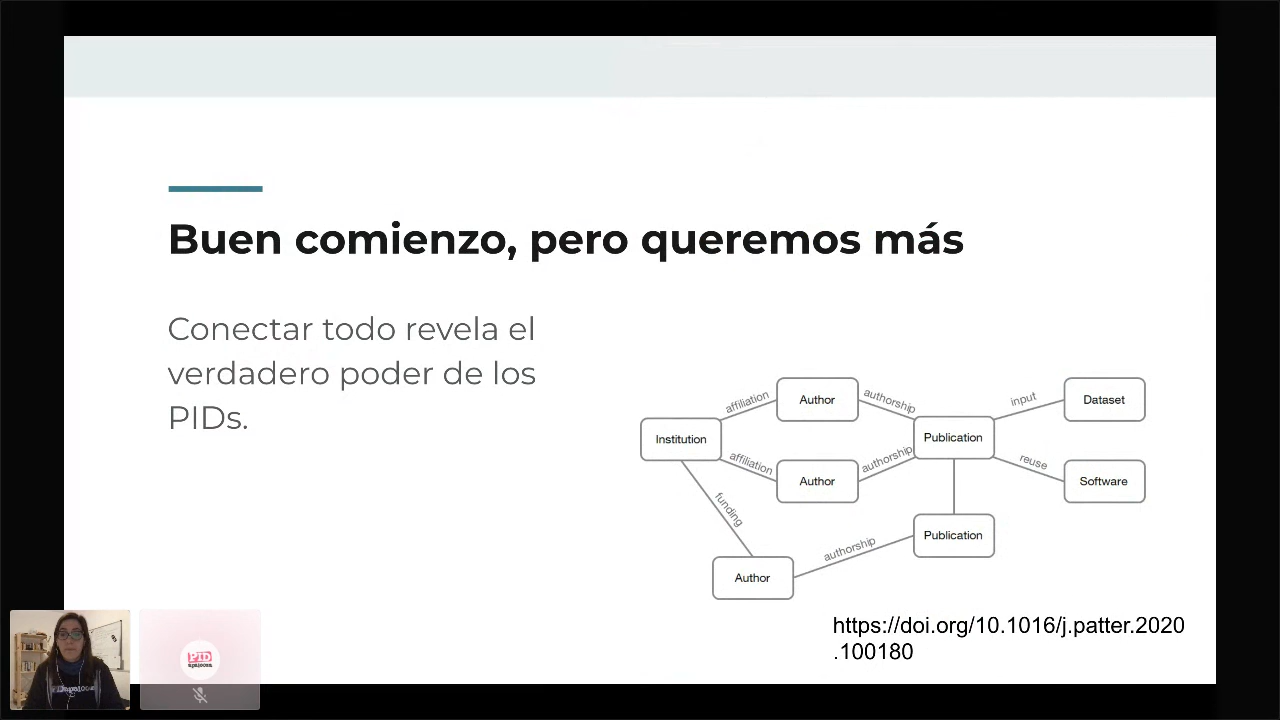 Buen comienzo, pero queremos más
Conectar todo revela el
verdadero poder de los
PIDs.
affiliation
Author
authorship
input
Dataset
Institution
Publication
affiliation
Author
authorship
reuse
Software
funding
authorship
Publication
Author
https://doi.org/10.1016/j.patter.2020
.100180
PID
apalooza